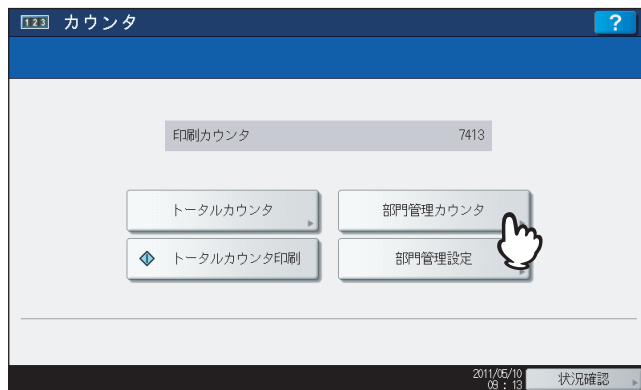 123 カウンタ ?
印刷カウンタ 7413
トータルカウンタ 部門管理カウンタ
トータルカウンタ印刷 部門管理設定
2011/05/10
09 : 13 状況確認